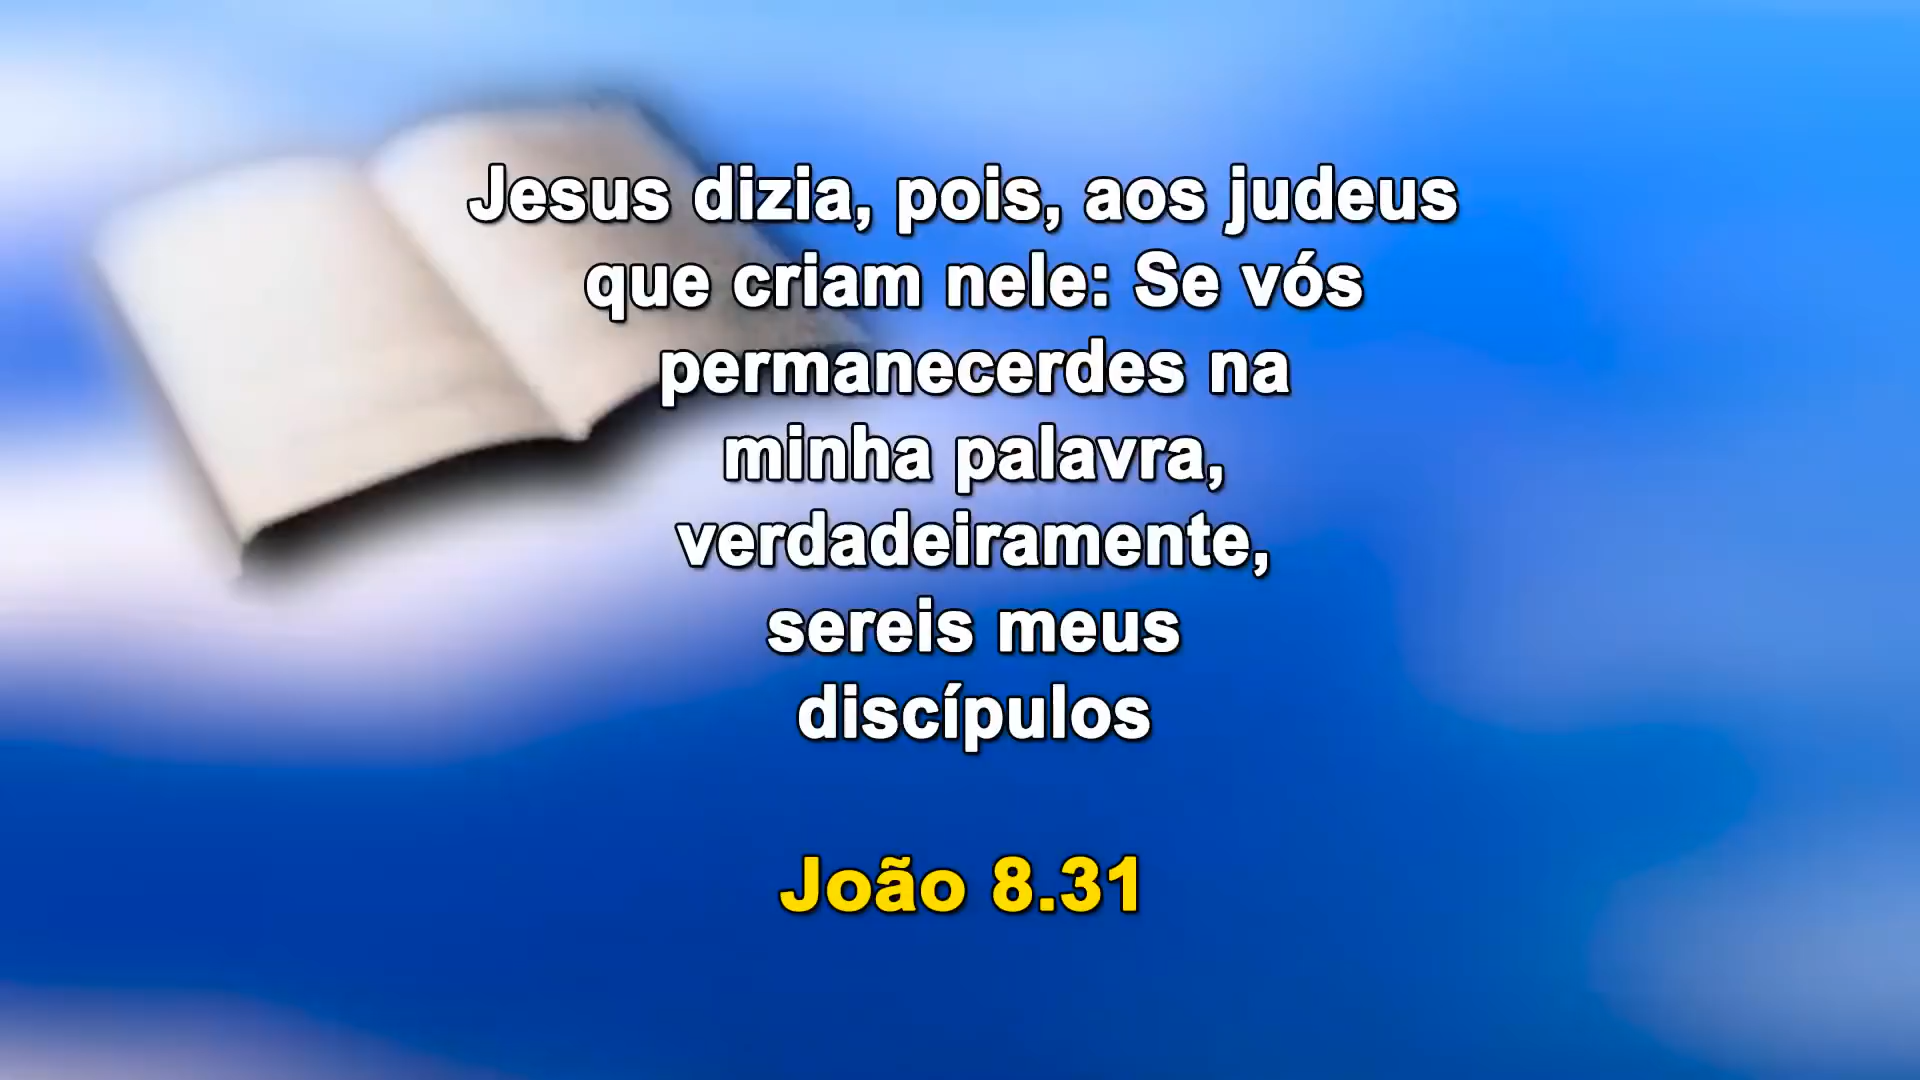 Jesus dizia, pois, aos judeus
que criam nele: Se vós
permanecerdes na
minha palavra,
verdadeiramente,
sereis meus
discípulos
João 8.31